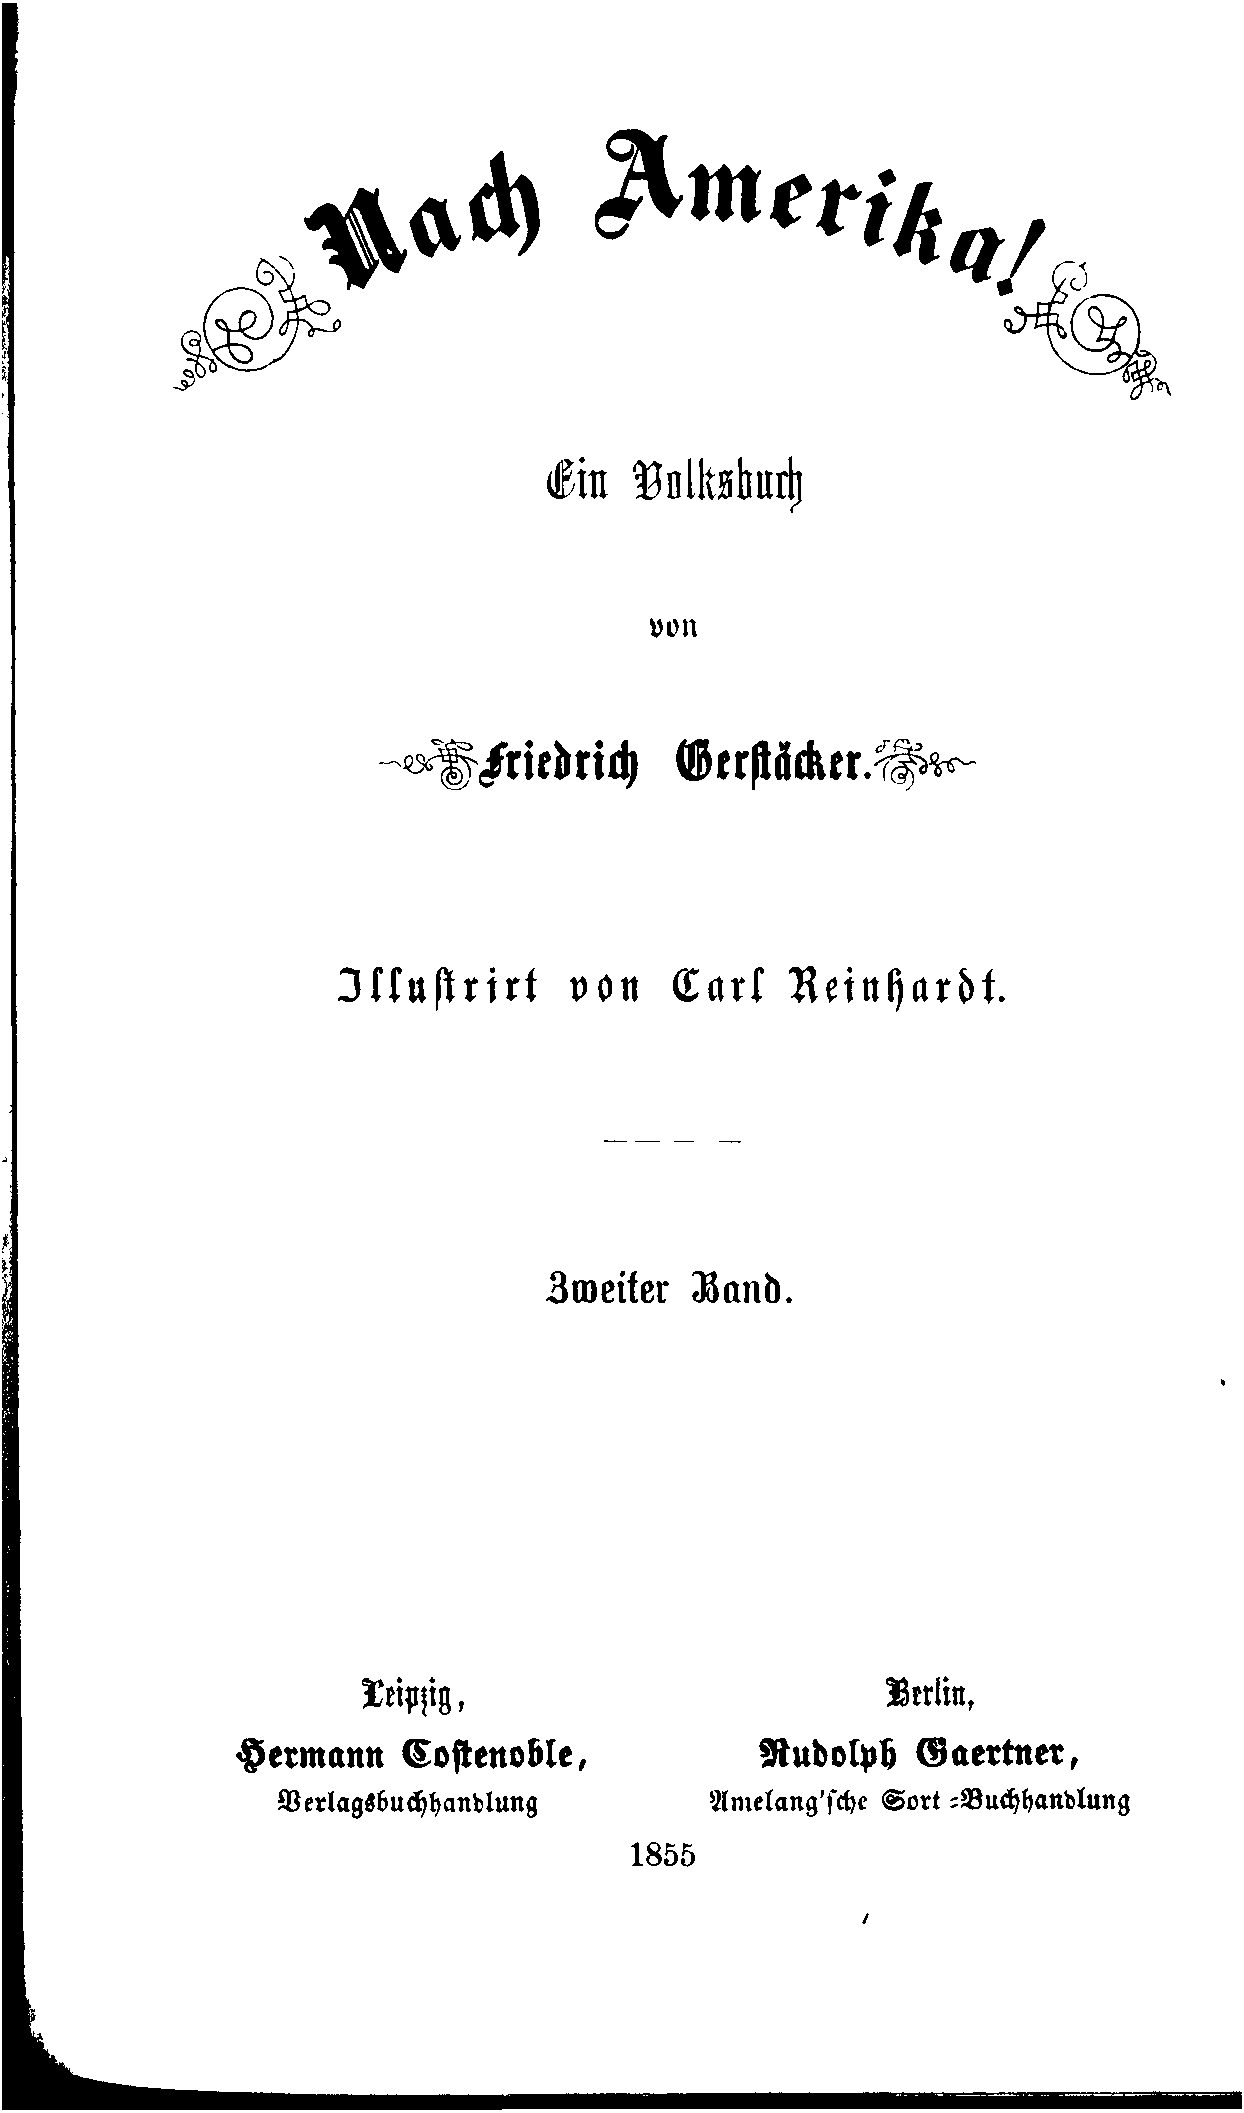 Nach Amerika!
Ein Volksbuch
von
Friedrich Gerstäcker.
Illustrirt von Carl Reinhardt.
Zweiter Band.
Leipzig,
Hermann Costenoble,
Verlagsbuchhandlung
Berlin,
Rudolph Gaertner,
Amelang'sche Sort.=Buchhandlung
1855